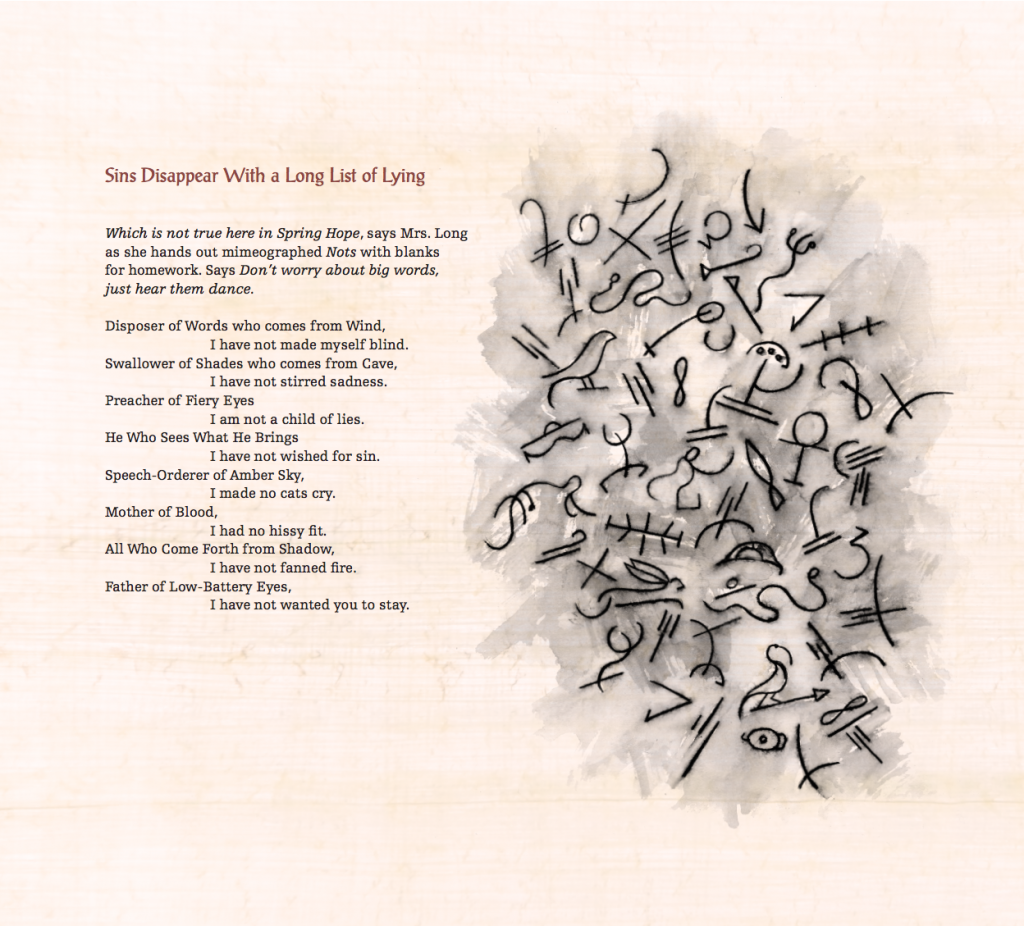 Sins Disappear With a Long List of Lying
Which is not true here in Spring Hope, says Mrs. Long
as she hands out mimeographed Nots with blanks
for homework. Says Don't worry about big words,
just hear them dance.
Disposer of Words who comes from Wind,
I have not made myself blind.
Swallower of Shades who comes from Cave,
I have not stirred sadness.
Preacher of Fiery Eyes
I am not a child of lies.
He Who Sees What He Brings
I have not wished for sin.
Speech-Orderer of Amber Sky,
I made no cats cry.
Mother of Blood,
I had no hissy fit.
All Who Come Forth from Shadow,
I have not fanned fire.
Father of Low-Battery Eyes,
I have not wanted you to stay.